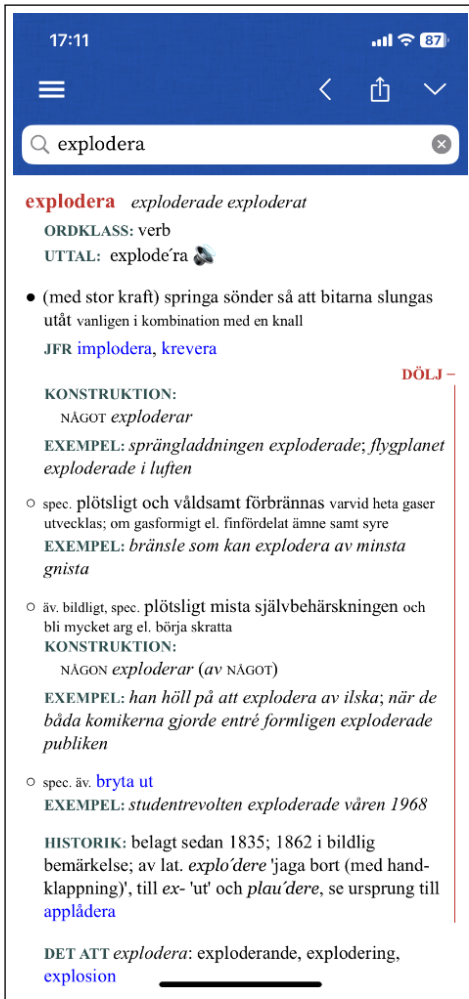 17:11
87
explodera
explodera exploderade exploderat
ORDKLASS: verb
UTTAL: explode´ra
• (med stor kraft) springa sönder så att bitarna slungas
utåt vanligen i kombination med en knall
JFR implodera, krevera
DÖLJ –
KONSTRUKTION:
NÅGOT exploderar
EXEMPEL: sprängladdningen exploderade; flygplanet
exploderade i luften
○ spec. plötsligt och våldsamt förbrännas varvid heta gaser
utvecklas; om gasformigt el. finfördelat ämne samt syre
EXEMPEL: bränsle som kan explodera av minsta
gnista
○ äv. bildligt, spec. plötsligt mista självbehärskningen och
bli mycket arg el. börja skratta
KONSTRUKTION:
NÅGON exploderar (av NÅGOT)
EXEMPEL: han höll på att explodera av ilska; när de
båda komikerna gjorde entré formligen exploderade
publiken
○ spec. äv. bryta ut
EXEMPEL: studentrevolten exploderade våren 1968
HISTORIK: belagt sedan 1835; 1862 i bildlig
bemärkelse; av lat. explo´dere 'jaga bort (med hand-
klappning)', till ex- 'ut' och plau´dere, se ursprung till
applådera
DET ATT explodera: exploderande, explodering,
explosion